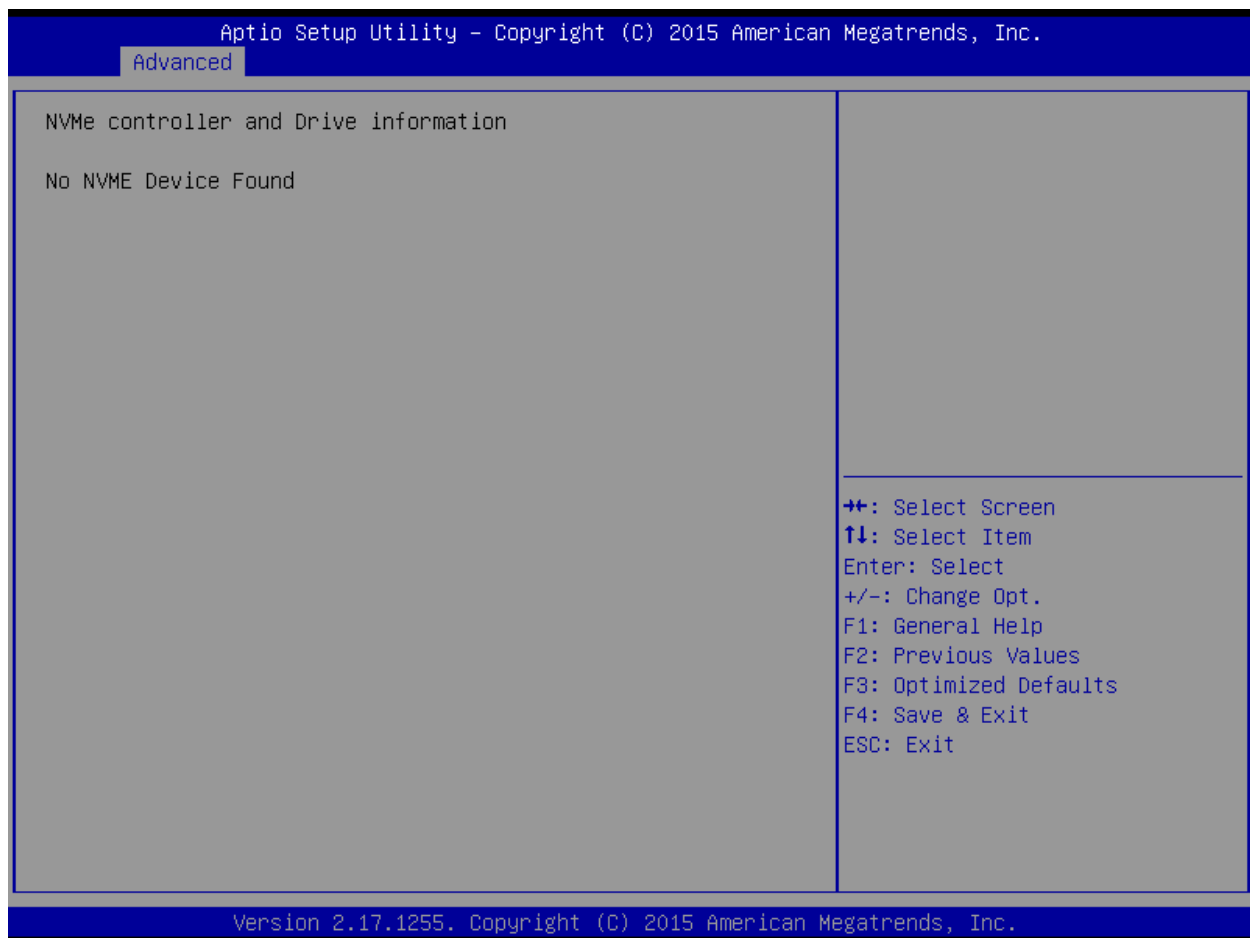 Aptio Setup Utility – Copyright (C) 2015 American Megatrends, Inc.
Advanced
NVMe controller and Drive information
No NVME Device Found
→←: Select Screen
↑↓: Select Item
Enter: Select
+/-: Change Opt.
F1: General Help
F2: Previous Values
F3: Optimized Defaults
F4: Save & Exit
ESC: Exit
Version 2.17.1255. Copyright (C) 2015 American Megatrends, Inc.